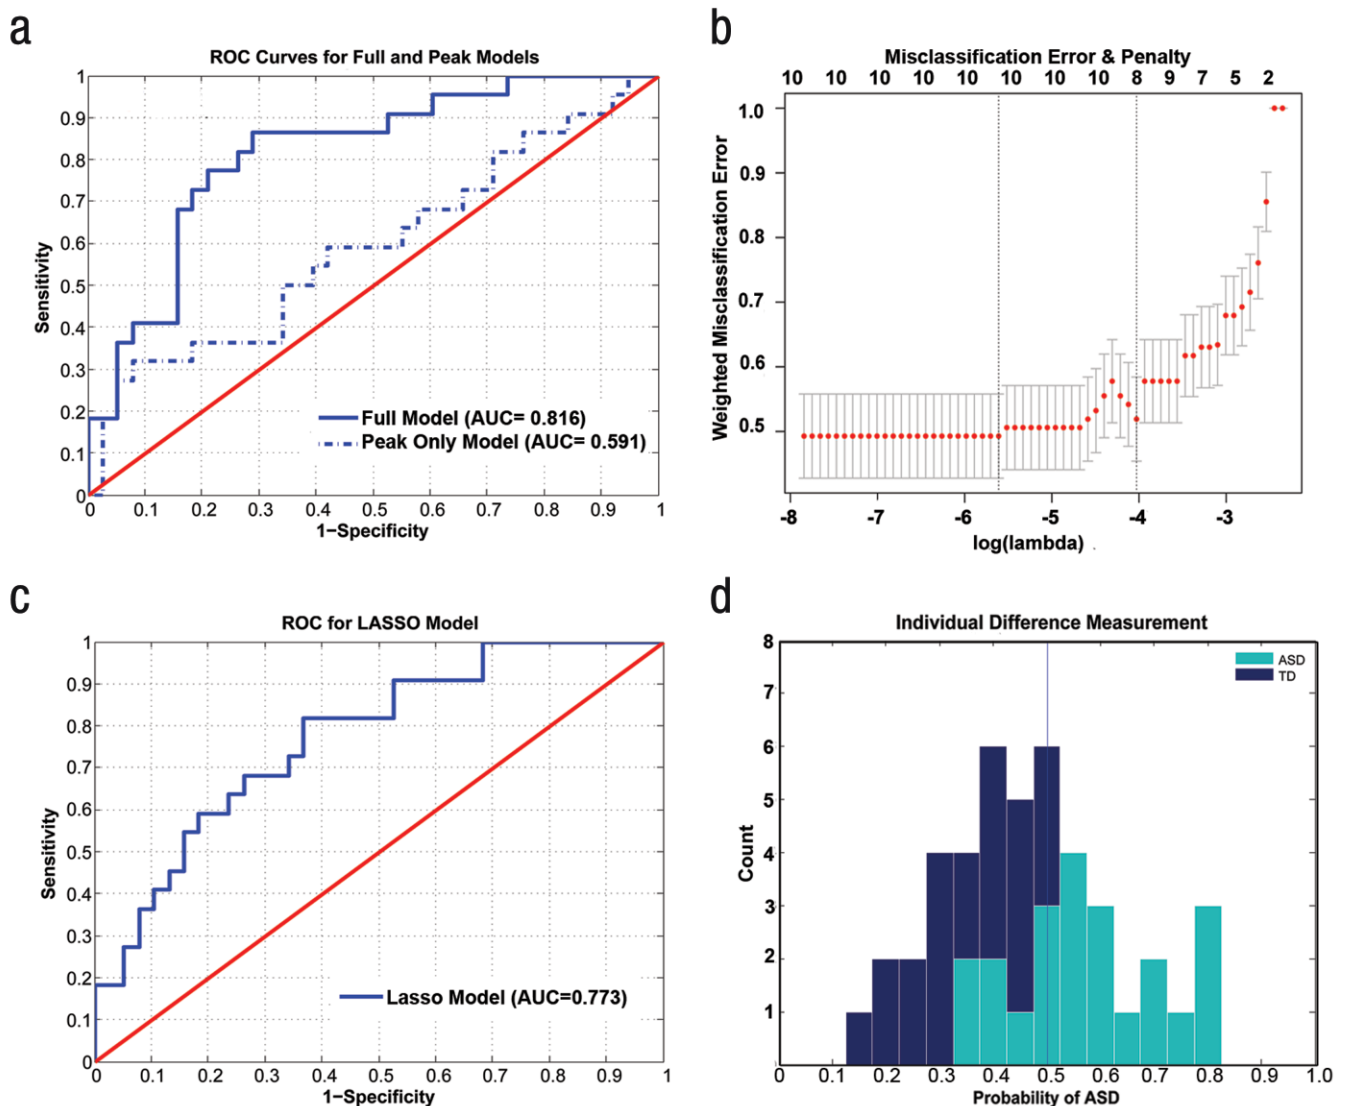 a
ROC Curves for Full and Peak Models
1
0.9
0.8
0.7
0.6
0.5
0.4
0.3
0.2
0.1
0
Sensitivity
Full Model (AUC= 0.816)
Peak Only Model (AUC= 0.591)
0 0.1 0.2 0.3 0.4 0.5 0.6 0.7 0.8 0.9 1
1−Specificity
b
Misclassification Error & Penalty
10 10 10 10 10 10 10 10 8 9 7 5 2
1.0
0.9
0.8
0.7
0.6
0.5
Weighted Misclassification Error
-8 -7 -6 -5 -4 -3
log(lambda)
c
ROC for LASSO Model
1
0.9
0.8
0.7
0.6
0.5
0.4
0.3
0.2
0.1
0
Sensitivity
Lasso Model (AUC=0.773)
0 0.1 0.2 0.3 0.4 0.5 0.6 0.7 0.8 0.9 1
1−Specificity
d
Individual Difference Measurement
8
7
6
5
4
3
2
1
Count
ASD
TD
0 0.1 0.2 0.3 0.4 0.5 0.6 0.7 0.8 0.9 1.0
Probability of ASD